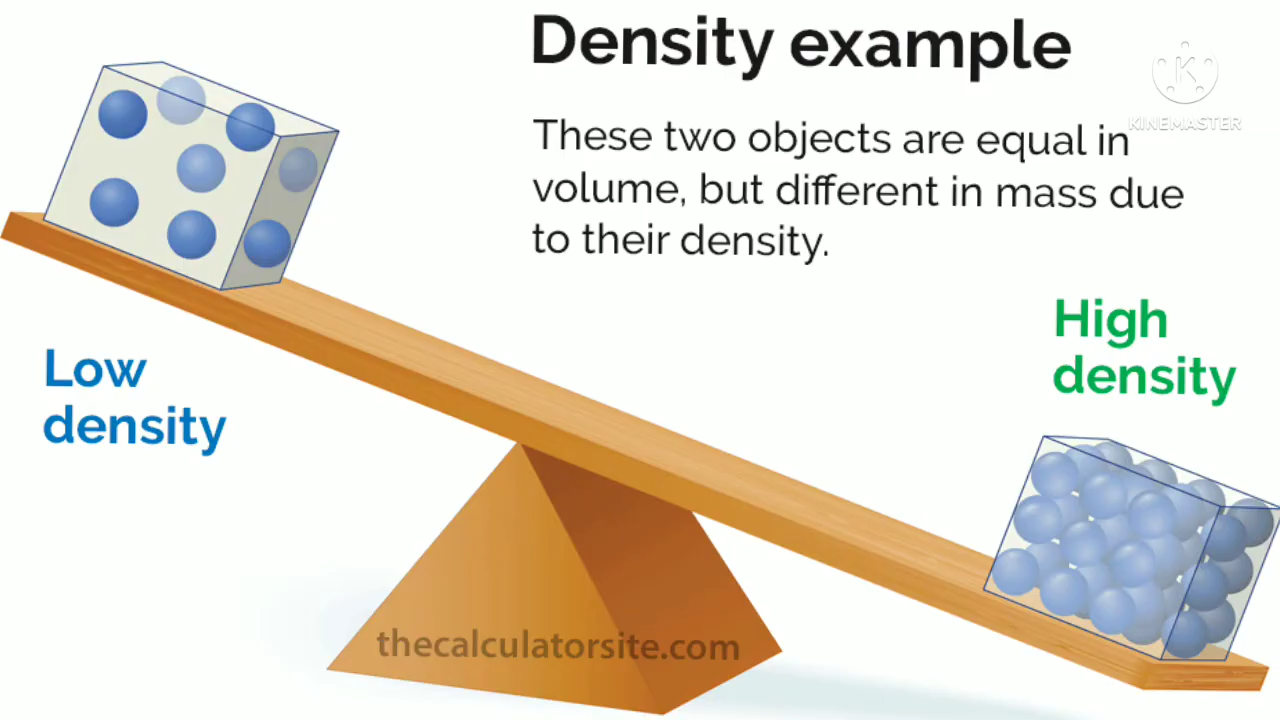 Density example
These two objects are equal in
volume, but different in mass due
to their density.
KINEMASTER
High
density
Low
density
thecalculatorsite.com